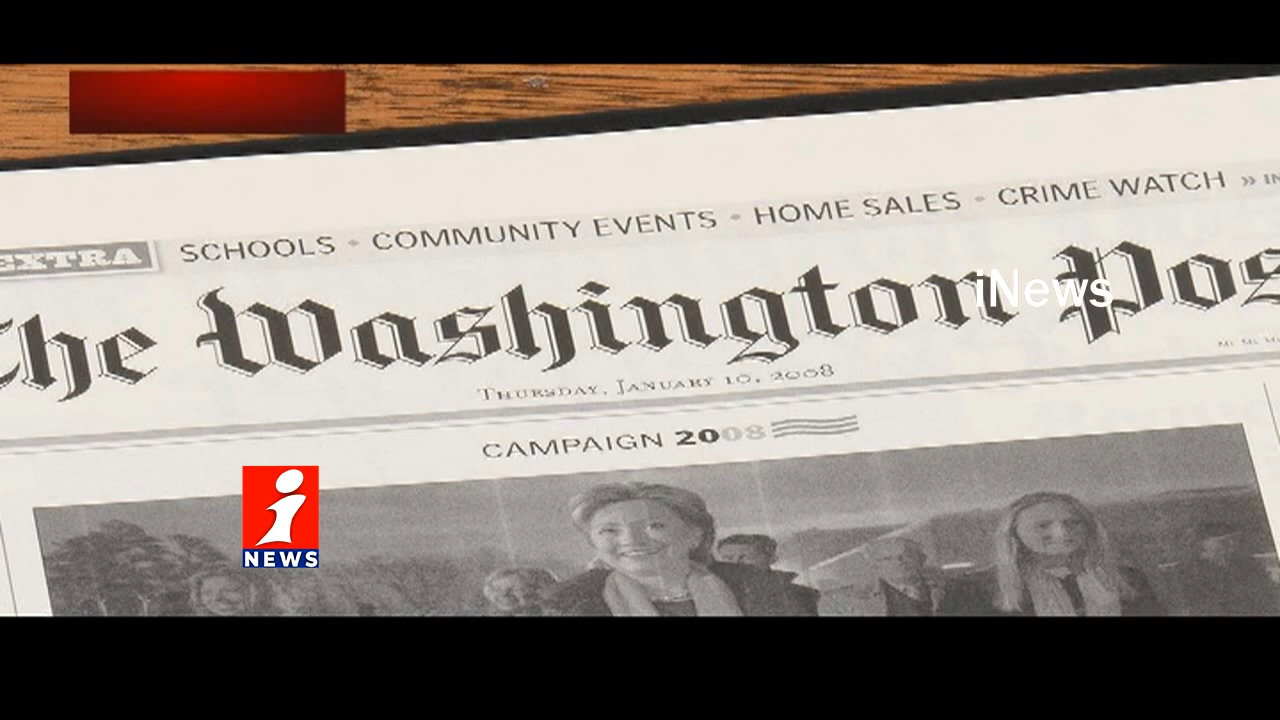 EXTRA
SCHOOLS • COMMUNITY EVENTS • HOME SALES • CRIME WATCH »
The Washington Pos
iNews
THURSDAY, JANUARY 10, 2008
CAMPAIGN 2008
i
NEWS